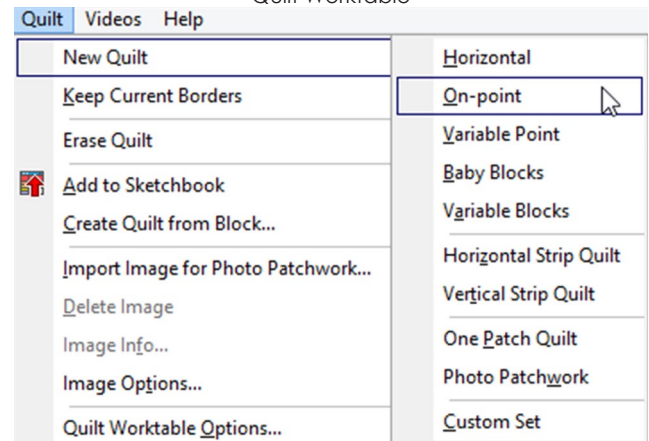 Quilt Worktable
Quilt Videos Help
New Quilt
Keep Current Borders
Erase Quilt
Add to Sketchbook
Create Quilt from Block...
Import Image for Photo Patchwork...
Delete Image
Image Info...
Image Options...
Quilt Worktable Options...
Horizontal
On-point
Variable Point
Baby Blocks
Variable Blocks
Horizontal Strip Quilt
Vertical Strip Quilt
One Patch Quilt
Photo Patchwork
Custom Set